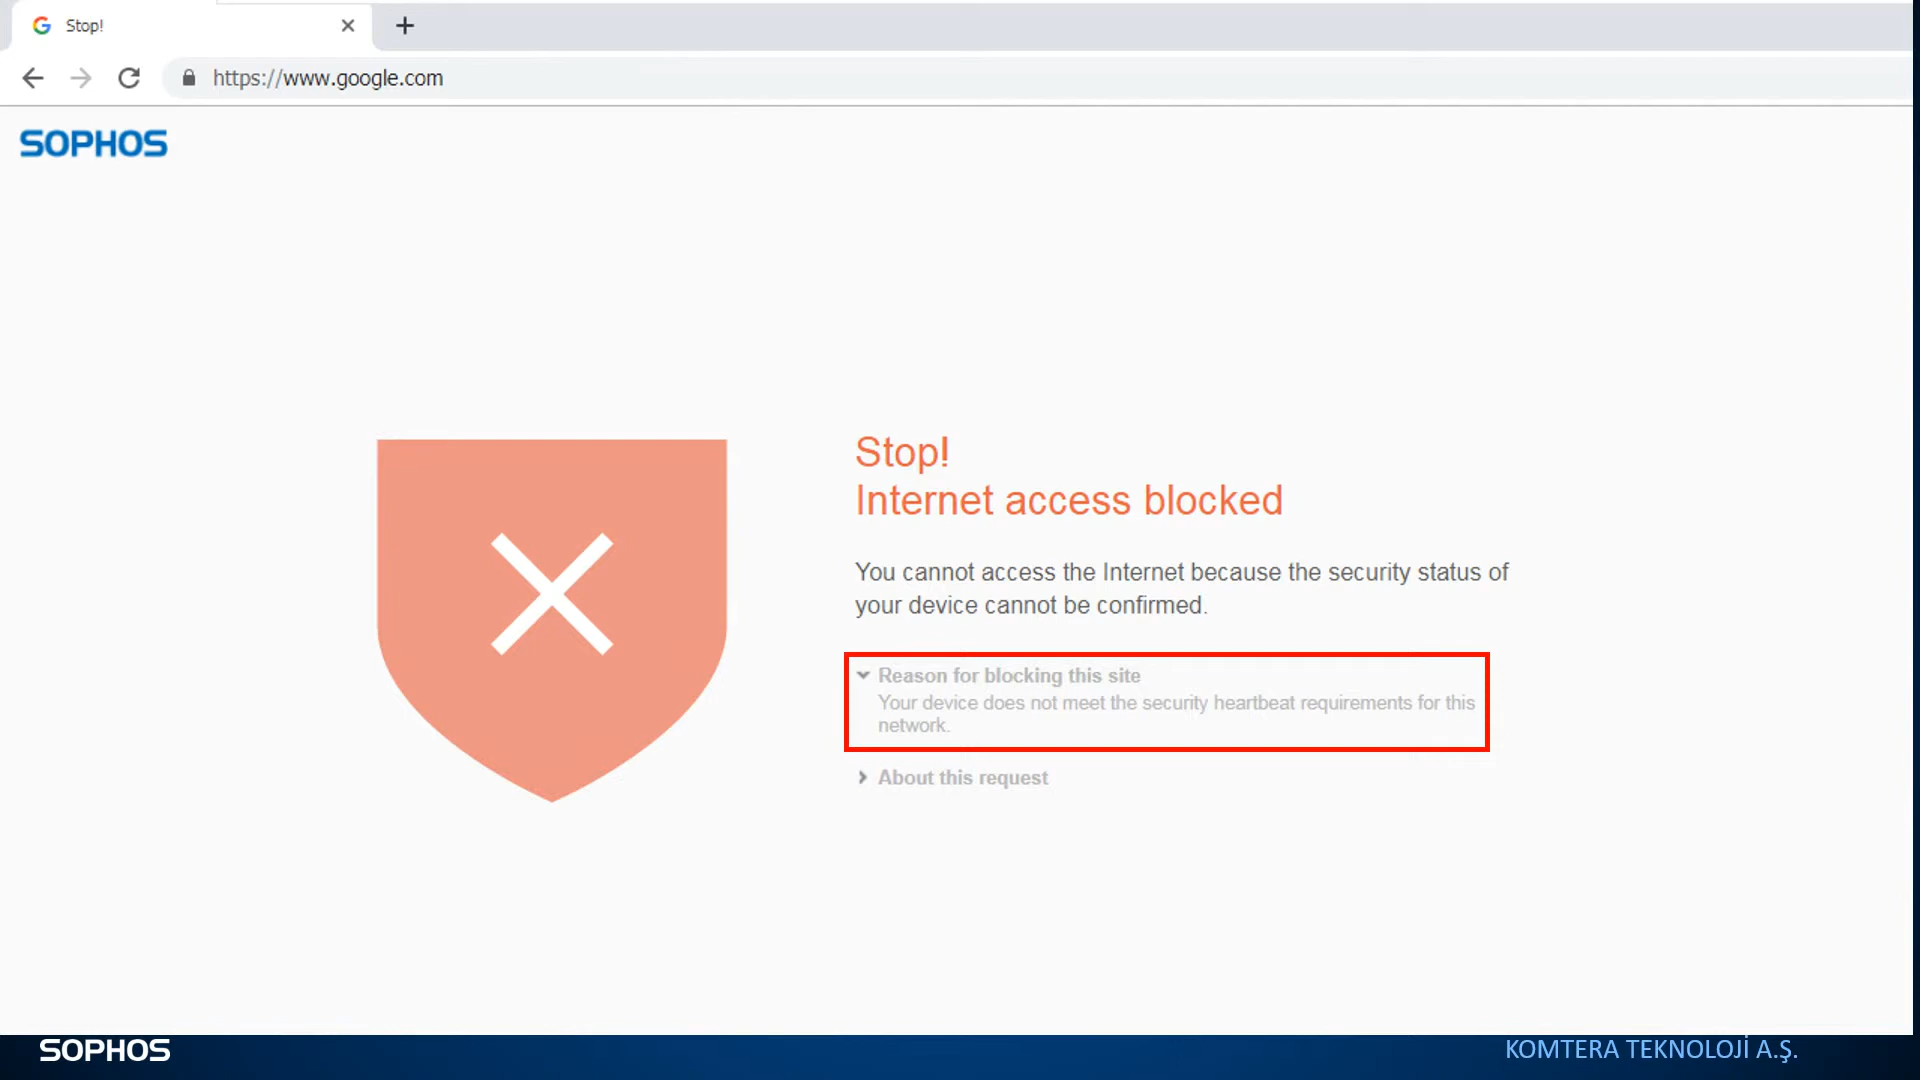 Stop!
https://www.google.com
SOPHOS
Stop!
Internet access blocked
You cannot access the Internet because the security status of
your device cannot be confirmed.
Reason for blocking this site
Your device does not meet the security heartbeat requirements for this
network.
About this request
SOPHOS
KOMTERA TEKNOLOJİ A.Ş.